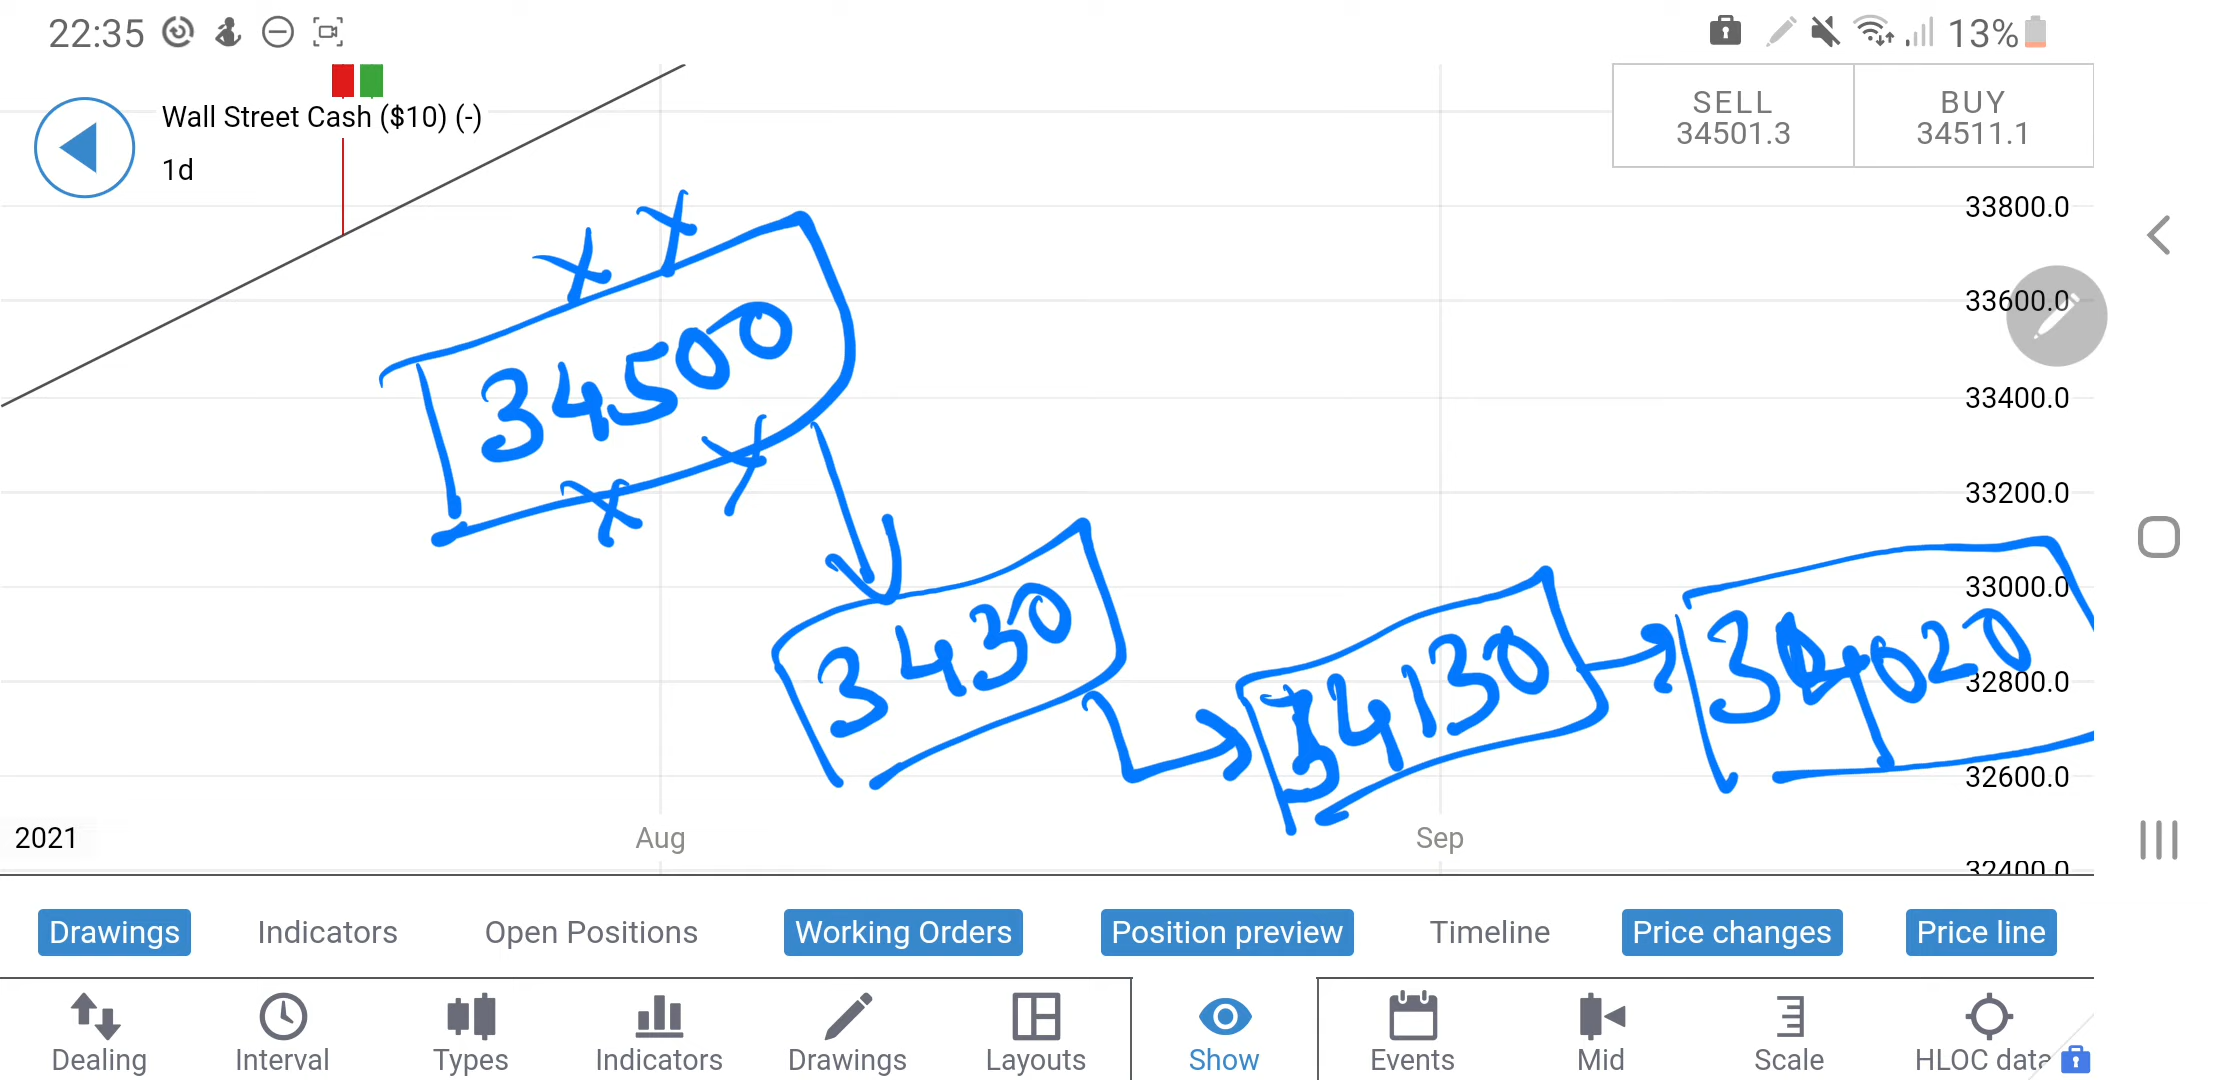 22:35
13%
Wall Street Cash ($10) (-)
1d
SELL
34501.3
BUY
34511.1
33800.0
33600.0
33400.0
33200.0
33000.0
32800.0
32600.0
32400.0
34500
3430
34130
34020
2021
Aug
Sep
Drawings Indicators Open Positions Working Orders Position preview Timeline Price changes Price line
Dealing Interval Types Indicators Drawings Layouts Show Events Mid Scale HLOC data